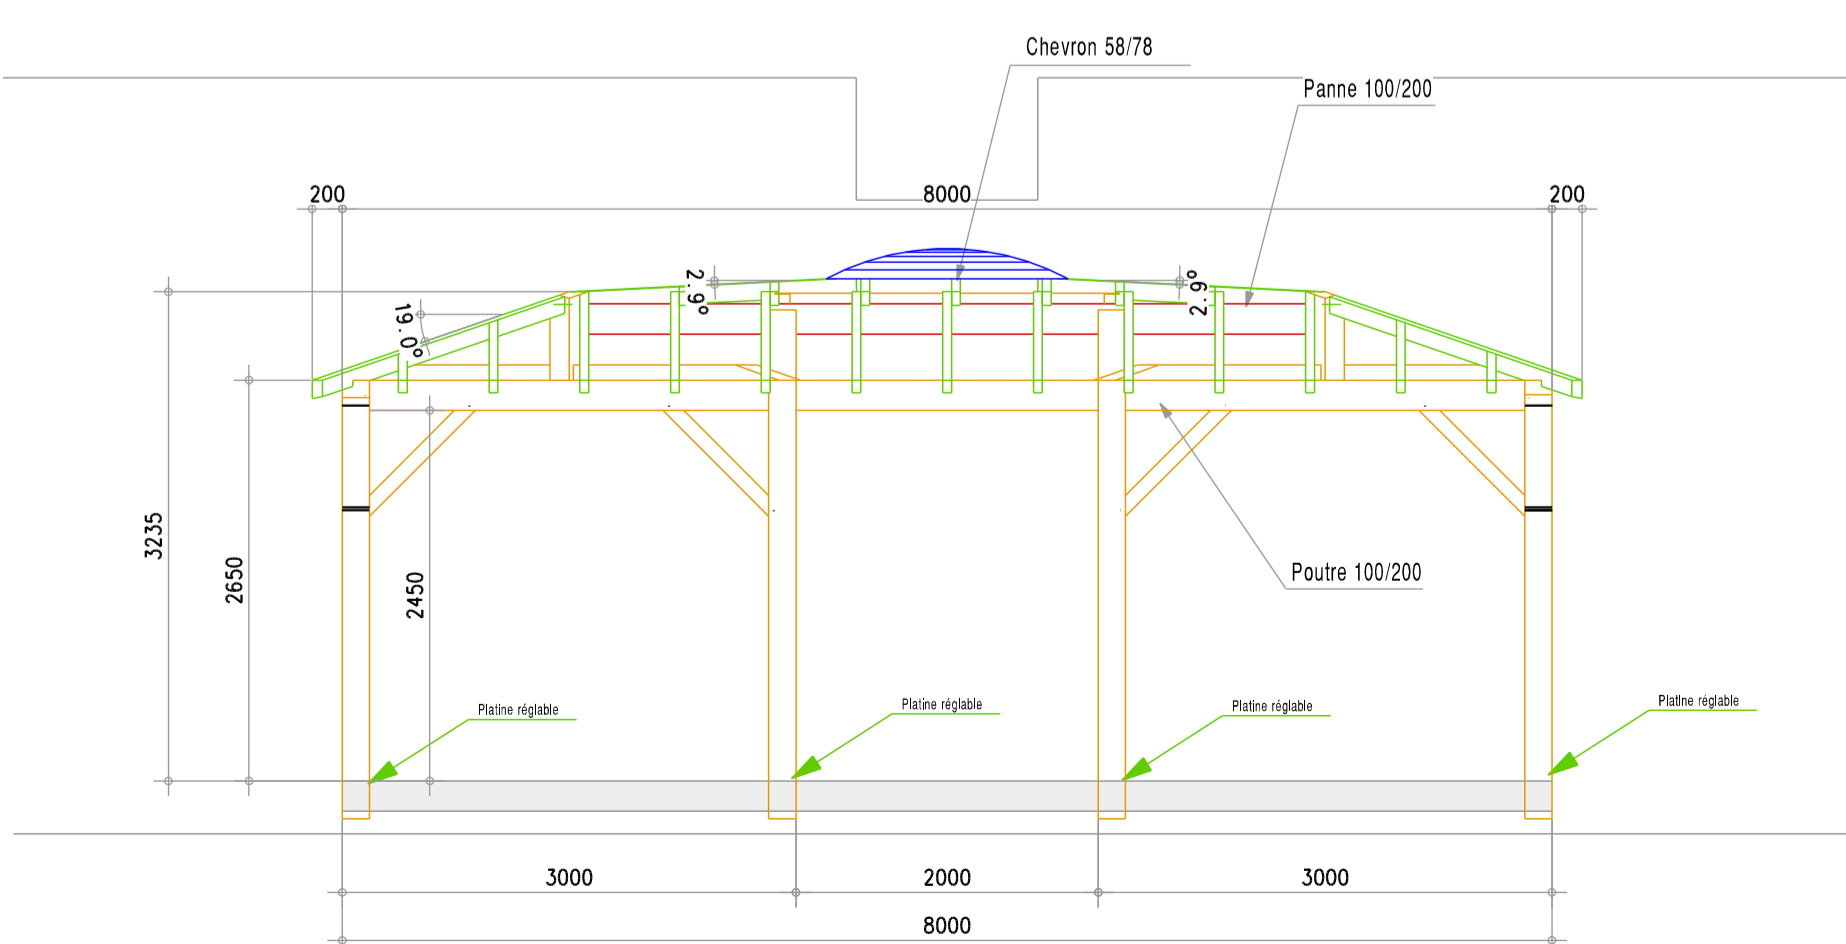 Chevron 58/78
Panne 100/200
200
8000
200
2.9°
2.9°
19.0°
3235
2650
2450
Poutre 100/200
Platine réglable
Platine réglable
Platine réglable
Platine réglable
3000
2000
3000
8000